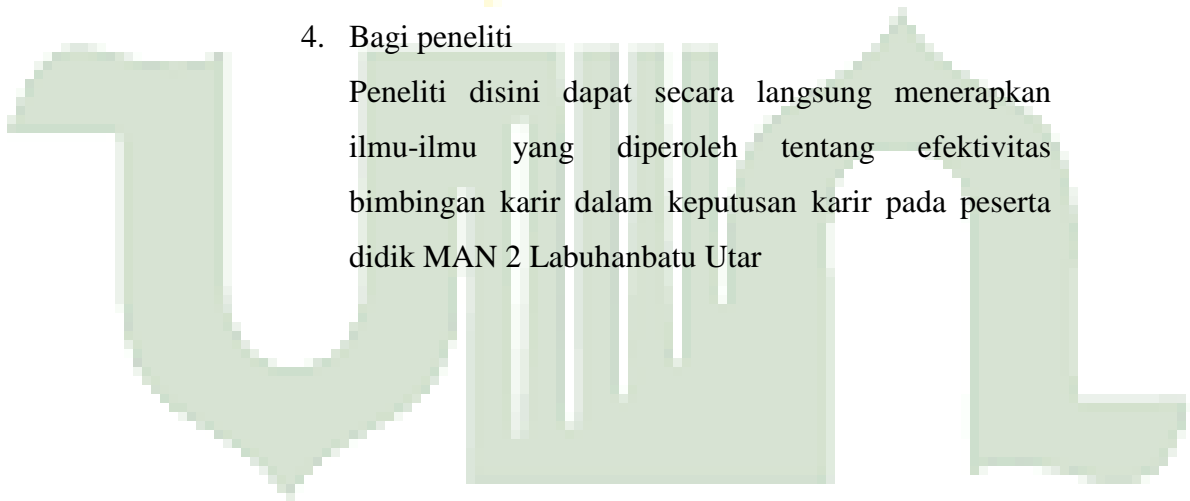 4. Bagi peneliti
Peneliti disini dapat secara langsung menerapkan
ilmu-ilmu yang diperoleh tentang efektivitas
bimbingan karir dalam keputusan karir pada peserta
didik MAN 2 Labuhanbatu Utar